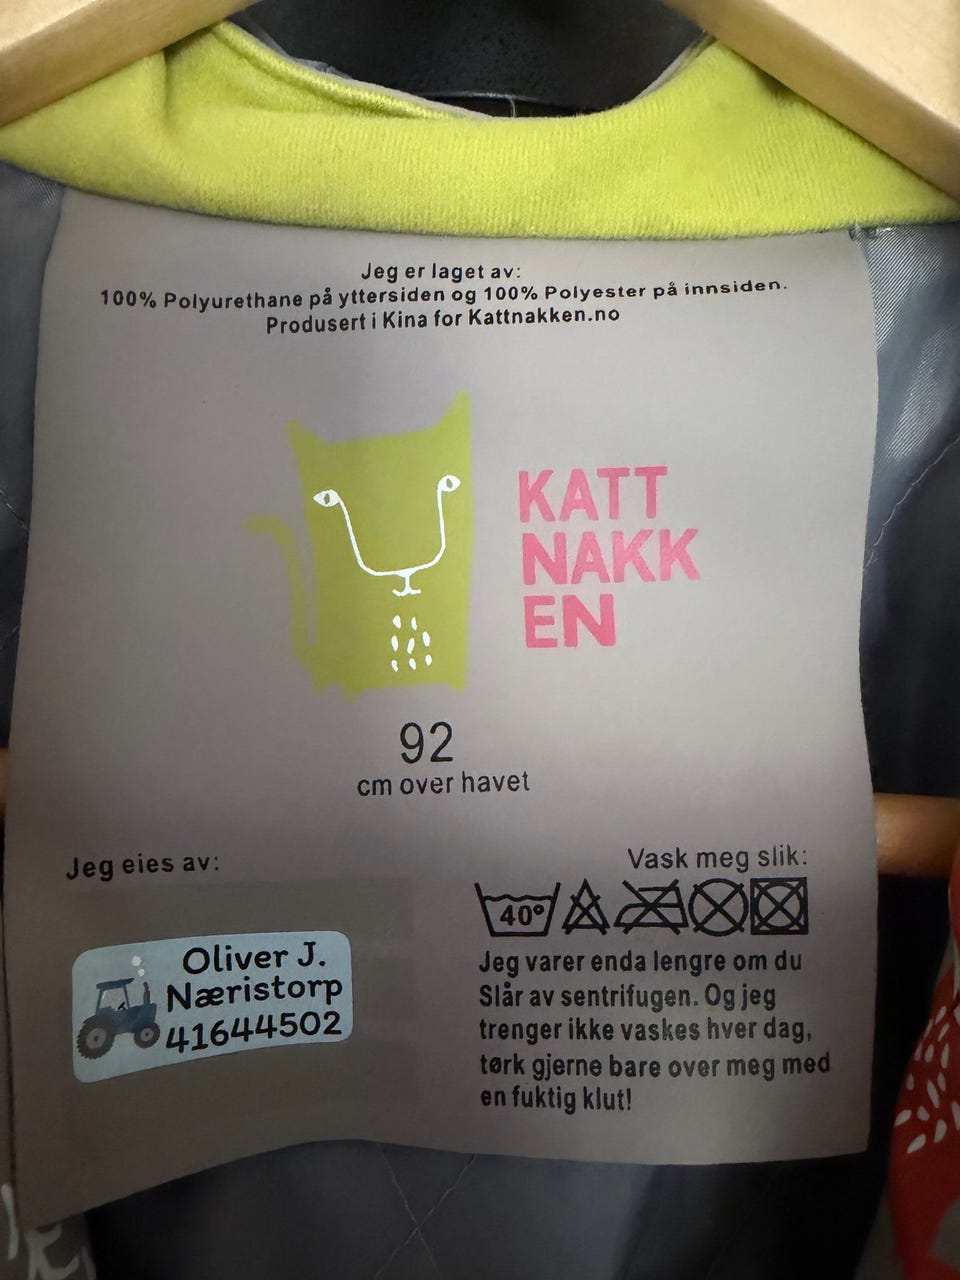 Jeg er laget av:
100% Polyurethane på yttersiden og 100% Polyester på innsiden.
Produsert i Kina for Kattnakken.no
KATT
NAKK
EN
92
cm over havet
Jeg eies av:
Oliver J.
Næristorp
41644502
Vask meg slik:
40°
Jeg varer enda lengre om du
Slår av sentrifugen. Og jeg
trenger ikke vaskes hver dag,
tørk gjerne bare over meg med
en fuktig klut!